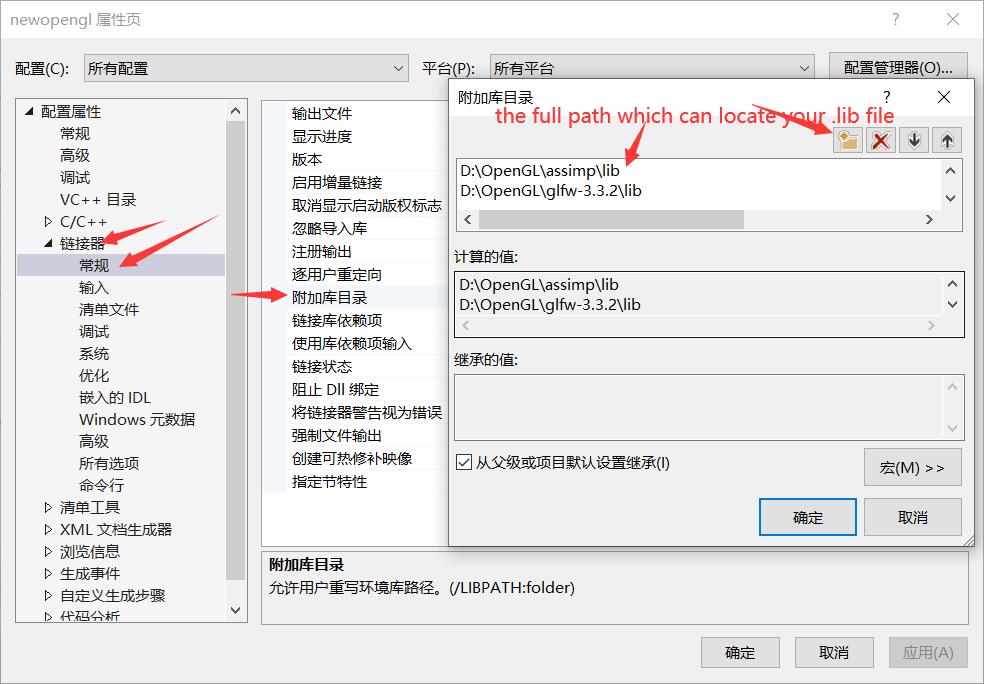 newopengl 属性页
配置(C):
所有配置
平台(P):
所有平台
配置管理器(O)...
配置属性
常规
高级
调试
VC++ 目录
C/C++
链接器
常规
输入
清单文件
调试
系统
优化
嵌入的 IDL
Windows 元数据
高级
所有选项
命令行
清单工具
XML 文档生成器
浏览信息
生成事件
自定义生成步骤
代码分析
输出文件
显示进度
版本
启用增量链接
取消显示启动版权标志
忽略导入库
注册输出
逐用户重定向
附加库目录
链接库依赖项
使用库依赖项输入
链接状态
阻止 Dll 绑定
将链接器警告视为错误
强制文件输出
创建可热修补映像
指定节特性
附加库目录
the full path which can locate your .lib file
D:\OpenGL\assimp\lib
D:\OpenGL\glfw-3.3.2\lib
计算的值:
D:\OpenGL\assimp\lib
D:\OpenGL\glfw-3.3.2\lib
继承的值:
从父级或项目默认设置继承(I)
宏(M) >>
确定
取消
附加库目录
允许用户重写环境库路径。(/LIBPATH:folder)
确定
取消
应用(A)